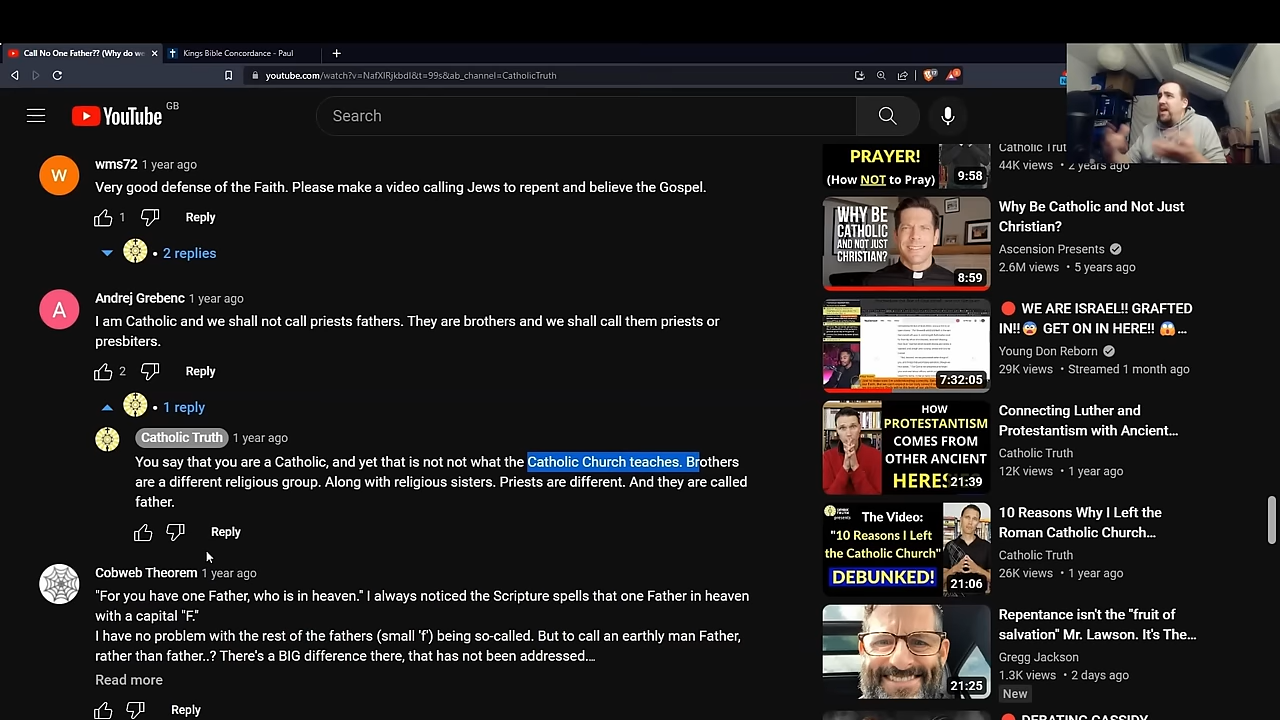 Call No One Father?? (Why do we
Kings Bible Concordance - Paul
youtube.com/watch?v=NafXlRjkbdI&t=99s&ab_channel=CatholicTruth
YouTube GB
Search
wms72 1 year ago
Very good defense of the Faith. Please make a video calling Jews to repent and believe the Gospel.
1 Reply
2 replies
A
Andrej Grebenc 1 year ago
I am catholic and we shall not call priests father. They are brothers and we shall call them priests or
presbiters.
2 Reply
1 reply
Catholic Truth 1 year ago
You say that you are a Catholic, and yet that is not not what the Catholic Church teaches. Brothers
are a different religious group. Along with religious sisters. Priests are different. And they are called
father.
Reply
Cobweb Theorem 1 year ago
"For you have one Father, who is in heaven." I always noticed the Scripture spells that one Father in heaven
with a capital "F."
I have no problem with the rest of the fathers (small 'f') being so-called. But to call an earthly man Father,
rather than father..? There's a BIG difference there, that has not been addressed...
Read more
Reply
PRAYER!
(How NOT to Pray)
9:58
Catholic Trut
44K views • 2 years ago
WHY BE
CATHOLIC
AND NOT JUST
CHRISTIAN?
8:59
Why Be Catholic and Not Just
Christian?
Ascension Presents
2.6M views • 5 years ago
7:32:05
WE ARE ISRAEL!! GRAFTED
IN!! GET ON IN HERE!! ...
Young Don Reborn
29K views • Streamed 1 month ago
HOW
PROTESTANTISM
COMES FROM
OTHER ANCIENT
HERES
21:39
Connecting Luther and
Protestantism with Ancient...
Catholic Truth
12K views • 1 year ago
presents
The Video:
"10 Reasons I Left
the Catholic Church"
DEBUNKED!
21:06
10 Reasons Why I Left the
Roman Catholic Church...
Catholic Truth
26K views • 1 year ago
21:25
Repentance isn't the "fruit of
salvation" Mr. Lawson. It's The...
Gregg Jackson
1.3K views • 2 days ago
New
DEBATING CASSIDY